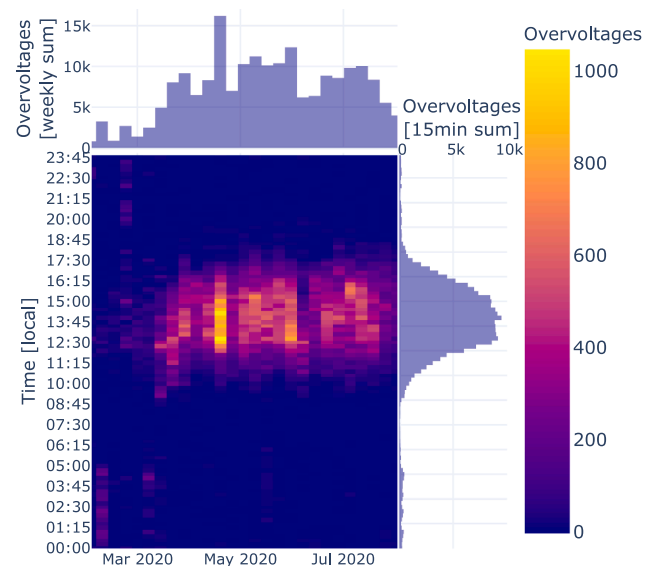 Overvoltages
[weekly sum]
15k
10k
5k
0
Overvoltages
[15min sum]
0 5k 10k
Overvoltages
1000
800
600
400
200
0
Time [local]
23:45
22:30
21:15
20:00
18:45
17:30
16:15
15:00
13:45
12:30
11:15
10:00
08:45
07:30
06:15
05:00
03:45
02:30
01:15
00:00
Mar 2020 May 2020 Jul 2020